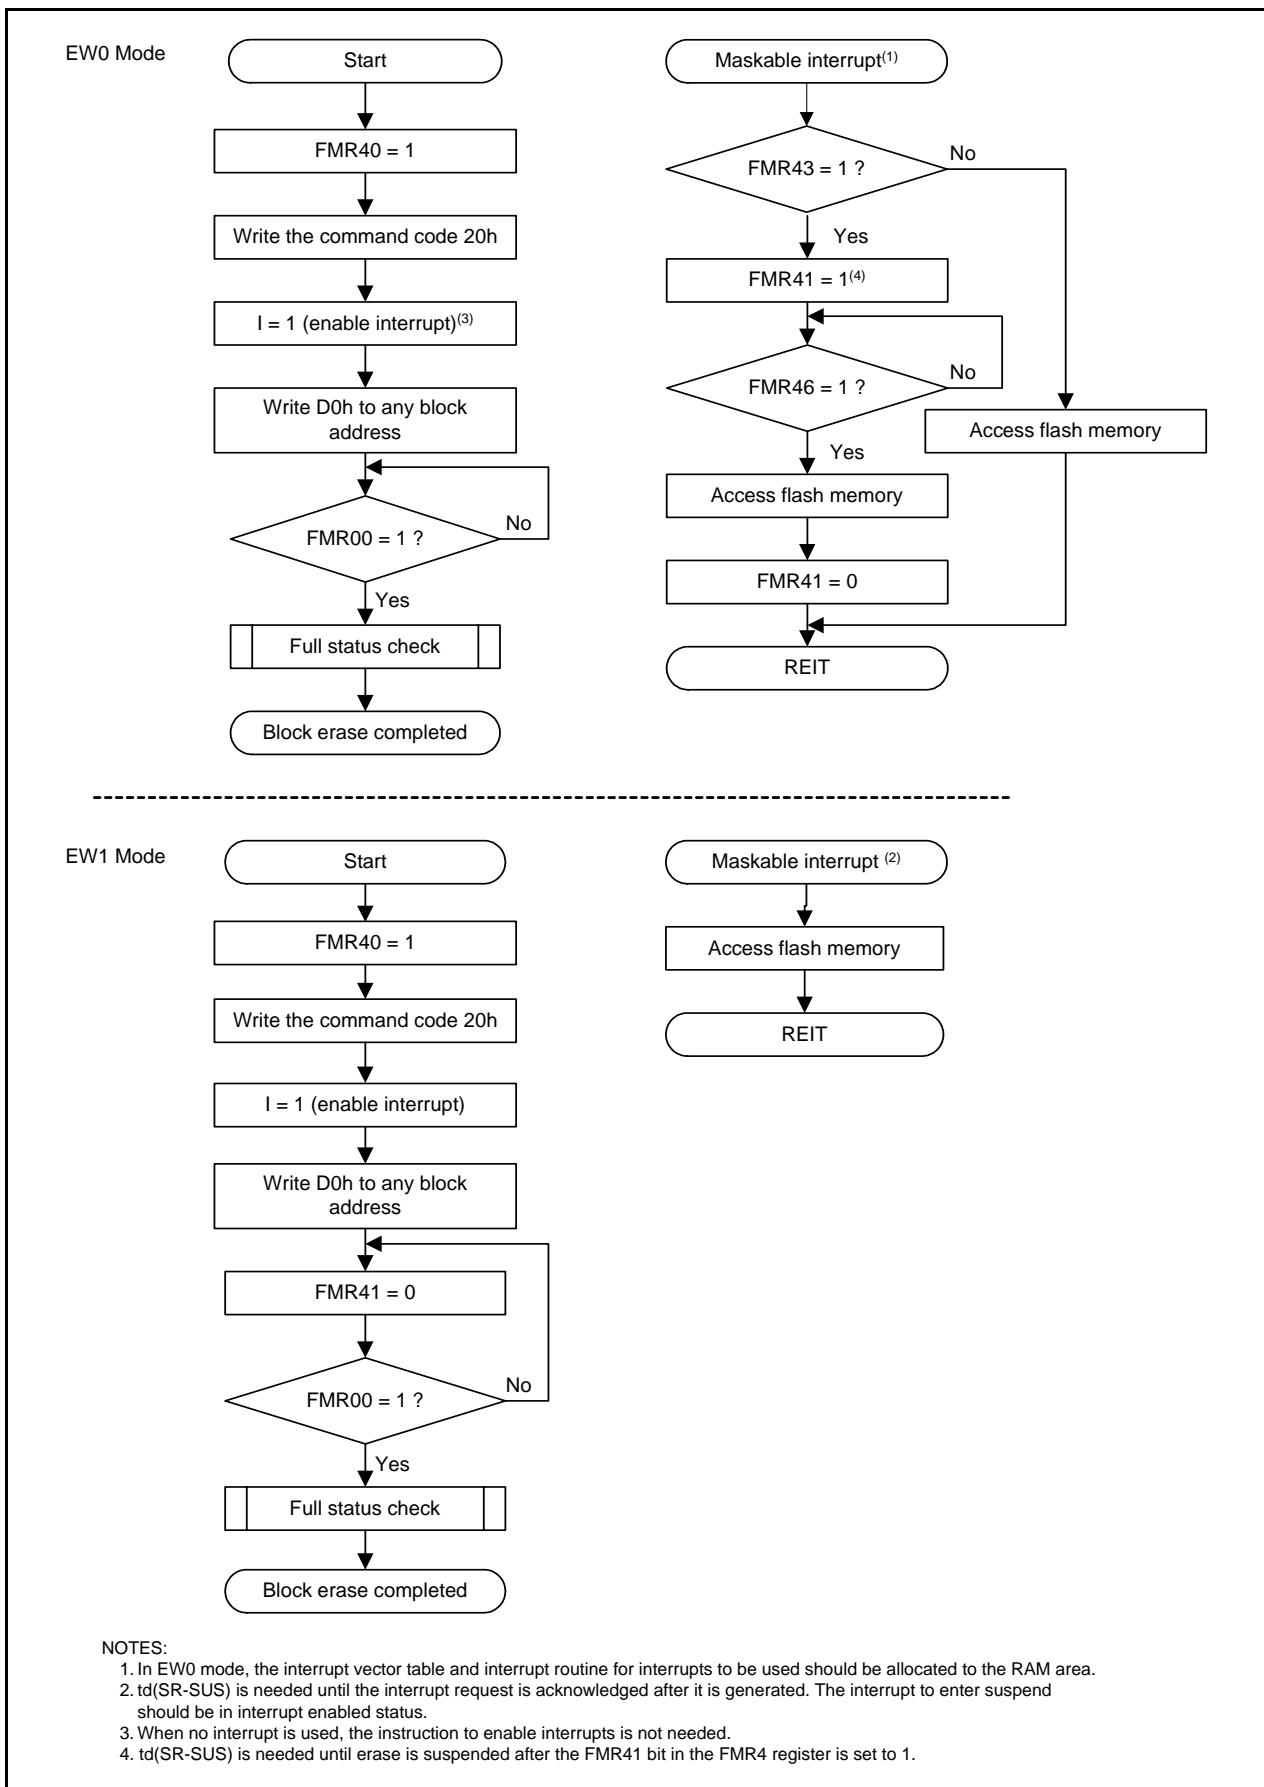 EW0 Mode
Start
FMR40 = 1
Write the command code 20h
I = 1 (enable interrupt)(3)
Write D0h to any block
address
FMR00 = 1 ?
No
Yes
Full status check
Block erase completed
Maskable interrupt(1)
FMR43 = 1 ?
No
Yes
FMR41 = 1(4)
FMR46 = 1 ?
No
Yes
Access flash memory
Access flash memory
FMR41 = 0
REIT
EW1 Mode
Start
FMR40 = 1
Write the command code 20h
I = 1 (enable interrupt)
Write D0h to any block
address
FMR41 = 0
FMR00 = 1 ?
No
Yes
Full status check
Block erase completed
Maskable interrupt (2)
Access flash memory
REIT
NOTES:
1. In EW0 mode, the interrupt vector table and interrupt routine for interrupts to be used should be allocated to the RAM area.
2. td(SR-SUS) is needed until the interrupt request is acknowledged after it is generated. The interrupt to enter suspend
should be in interrupt enabled status.
3. When no interrupt is used, the instruction to enable interrupts is not needed.
4. td(SR-SUS) is needed until erase is suspended after the FMR41 bit in the FMR4 register is set to 1.